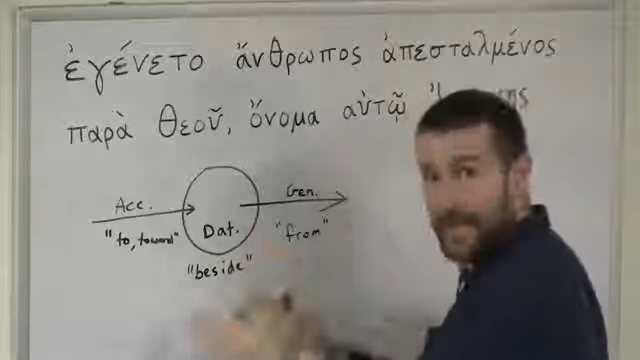 ἐγένετο ἄνθρωπος ἀπεσταλμένος
παρὰ θεοῦ, ὄνομα αὐτῷ
Acc.
"to, toward"
Dat.
"beside"
Gen.
"from"